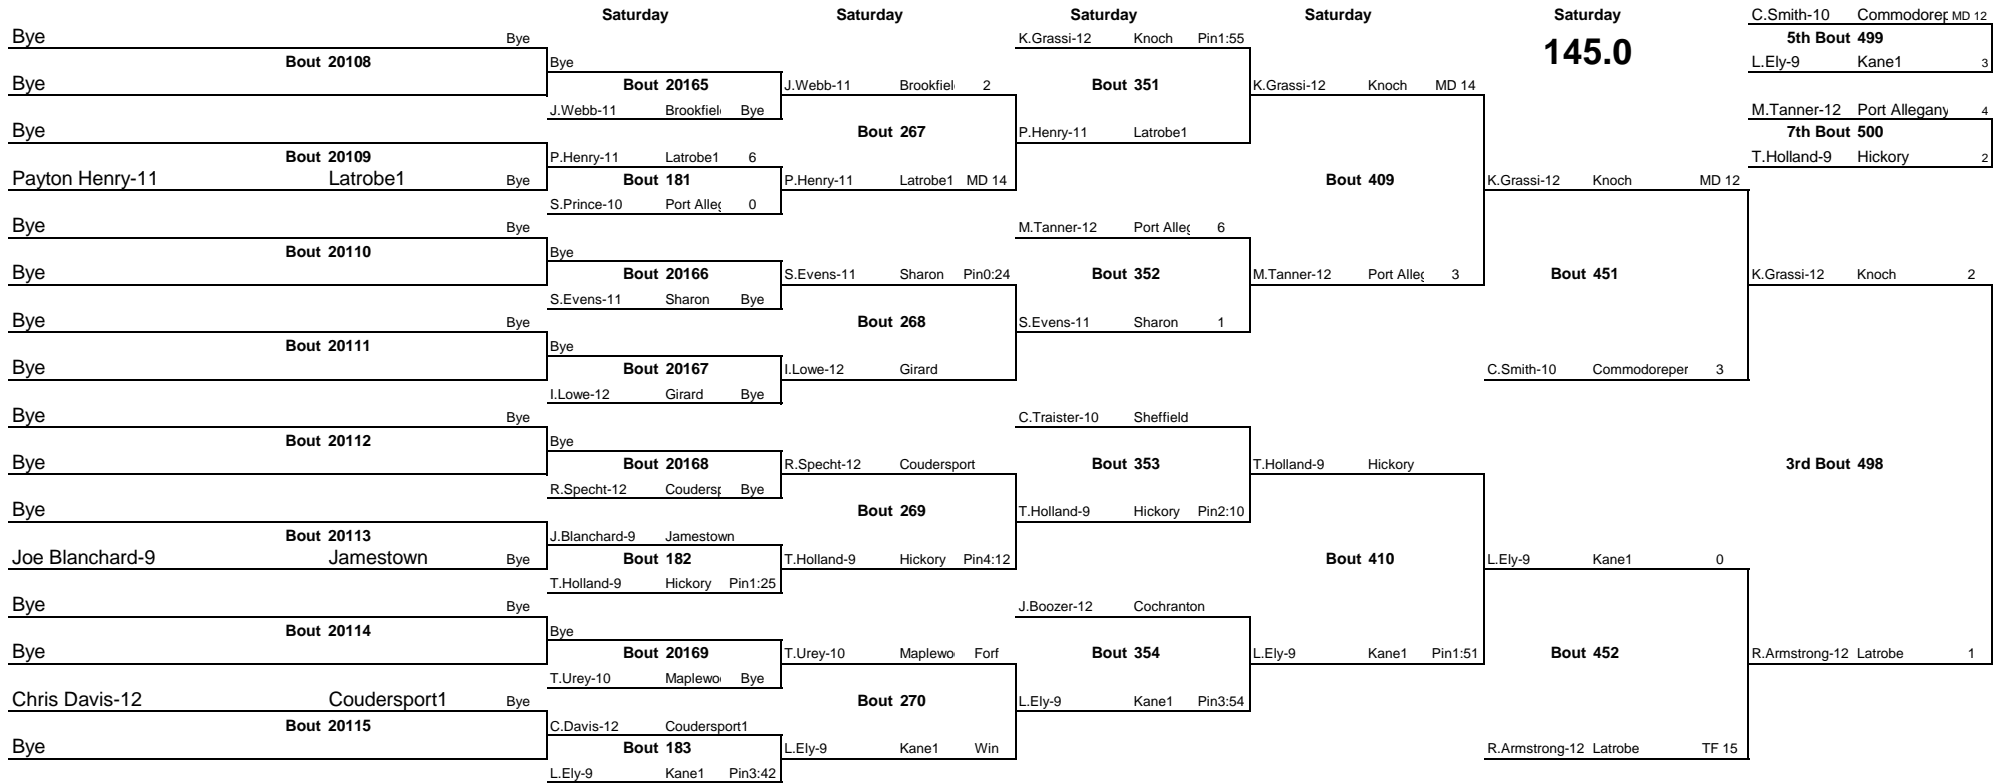 Saturday Saturday Saturday Saturday Saturday
145.0
C.Smith-10 Commodorep MD 12
5th Bout 499
L.Ely-9 Kane1 3
M.Tanner-12 Port Allegany 4
7th Bout 500
T.Holland-9 Hickory 2
Bye Bye
Bout 20108
Bye
Bye
Bout 20109
Payton Henry-11 Latrobe1 Bye
Bye Bye
Bout 20110
Bye
Bye Bye
Bout 20111
Bye
Bye Bye
Bout 20112
Bye
Bye
Bout 20113
Joe Blanchard-9 Jamestown Bye
Bye Bye
Bout 20114
Bye
Chris Davis-12 Coudersport1 Bye
Bout 20115
Bye
Bye
Bout 20165
J.Webb-11 Brookfiel Bye
P.Henry-11 Latrobe1 6
Bout 181
S.Prince-10 Port Alleg 0
Bye
Bout 20166
S.Evens-11 Sharon Bye
Bye
Bout 20167
I.Lowe-12 Girard Bye
Bye
Bout 20168
R.Specht-12 Coudersp Bye
J.Blanchard-9 Jamestown
Bout 182
T.Holland-9 Hickory Pin1:25
Bye
Bout 20169
T.Urey-10 Maplewo Bye
C.Davis-12 Coudersport1
Bout 183
L.Ely-9 Kane1 Pin3:42
J.Webb-11 Brookfiel 2
Bout 267
P.Henry-11 Latrobe1 MD 14
S.Evens-11 Sharon Pin0:24
Bout 268
I.Lowe-12 Girard
R.Specht-12 Coudersport
Bout 269
T.Holland-9 Hickory Pin4:12
T.Urey-10 Maplewo Forf
Bout 270
L.Ely-9 Kane1 Win
K.Grassi-12 Knoch Pin1:55
Bout 351
P.Henry-11 Latrobe1
M.Tanner-12 Port Alleg 6
Bout 352
S.Evens-11 Sharon 1
C.Traister-10 Sheffield
Bout 353
T.Holland-9 Hickory Pin2:10
J.Boozer-12 Cochranton
Bout 354
L.Ely-9 Kane1 Pin3:54
K.Grassi-12 Knoch MD 14
Bout 409
M.Tanner-12 Port Alleg 3
T.Holland-9 Hickory
Bout 410
L.Ely-9 Kane1 Pin1:51
K.Grassi-12 Knoch MD 12
Bout 451
C.Smith-10 Commodoreper 3
L.Ely-9 Kane1 0
Bout 452
R.Armstrong-12 Latrobe TF 15
K.Grassi-12 Knoch 2
3rd Bout 498
R.Armstrong-12 Latrobe 1